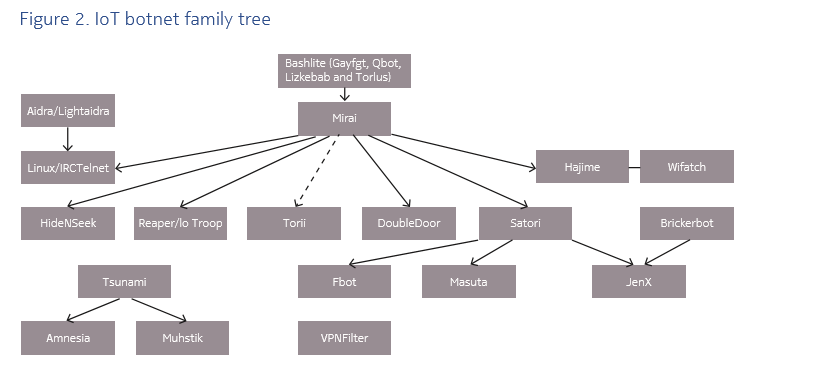 Figure 2. IoT botnet family tree
Bashlite (Gayfgt, Qbot,
Lizkebab and Torlus)
Aidra/Lightaidra
Mirai
Linux/IRCTelnet
Hajime
Wifatch
HideNSeek
Reaper/Io Troop
Torii
DoubleDoor
Satori
Brickerbot
Tsunami
Fbot
Masuta
JenX
Amnesia
Muhstik
VPNFilter